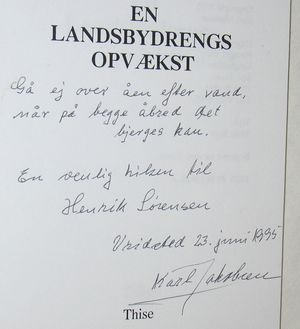 EN
LANDSBYDRENGS
OPVÆKST
Gå ej over åen efter vand,
når på begge åbred det
bjerges kan.
En venlig hilsen til
Henrik Sørensen
Vridsted 23. juni 1995
Karl Jakobsen
Thise